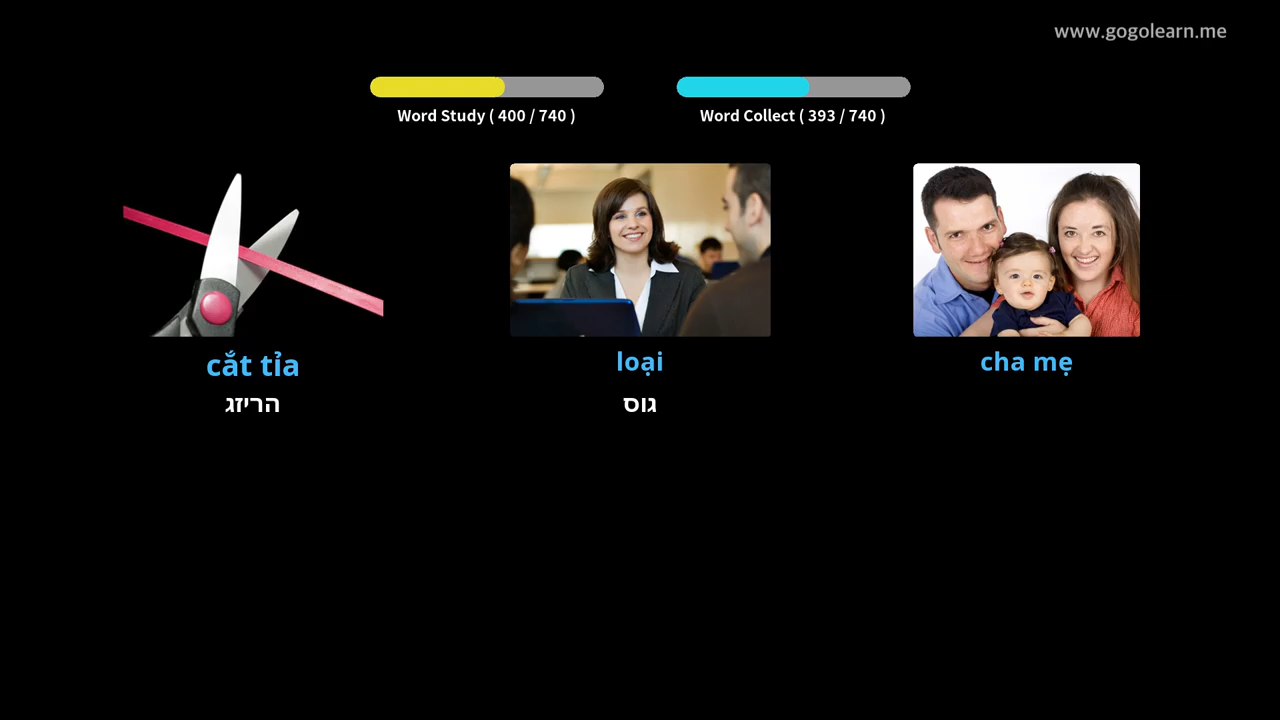 www.gogolearn.me
Word Study ( 400 / 740 )
Word Collect ( 393 / 740 )
cắt tỉa
loại
cha mẹ
הריזג
גוס